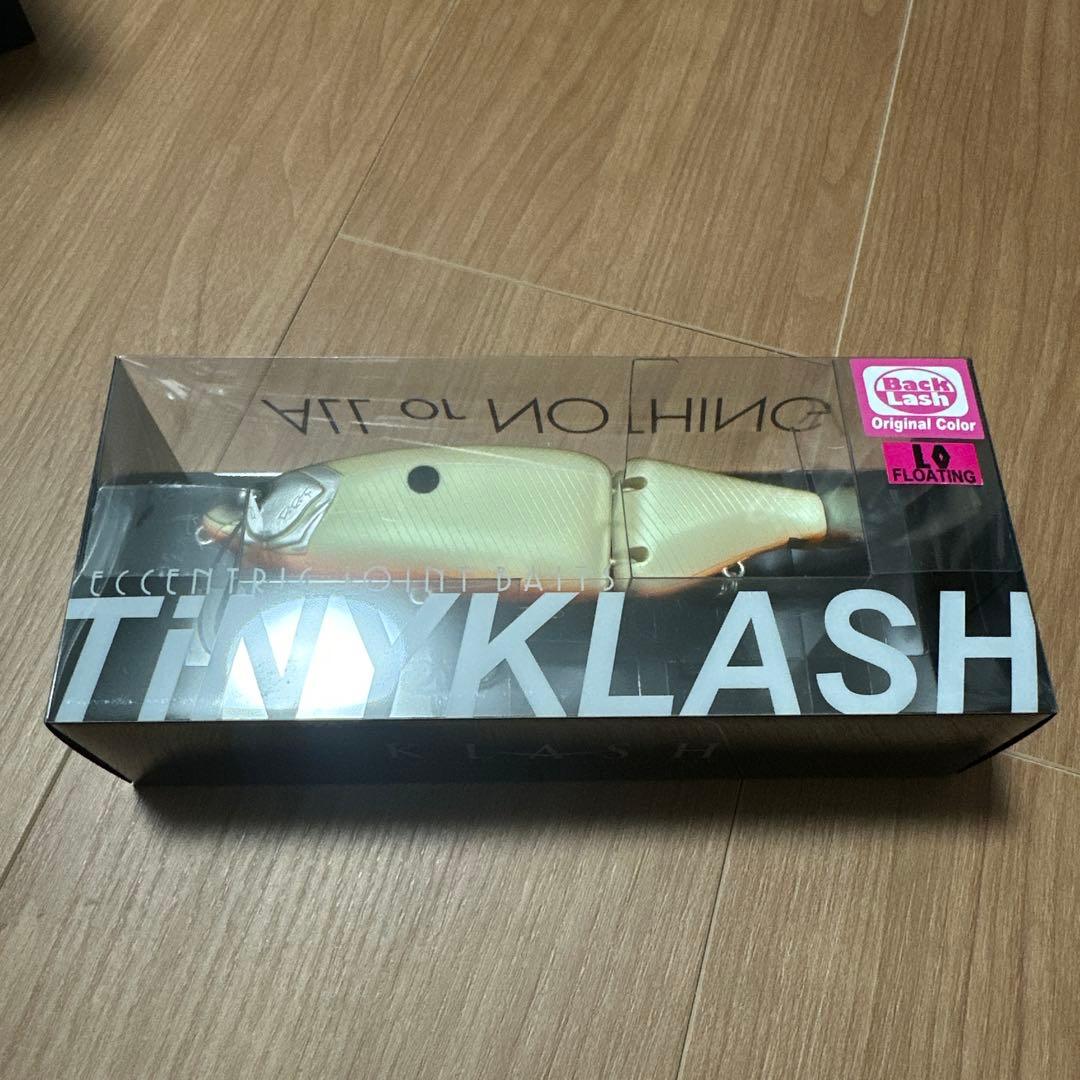 ALL or NOTHING
Back
Lash
Original Color
LO
FLOATING
ECCENTRIC JOINT BAITS
TiNYKLASH
KLASH